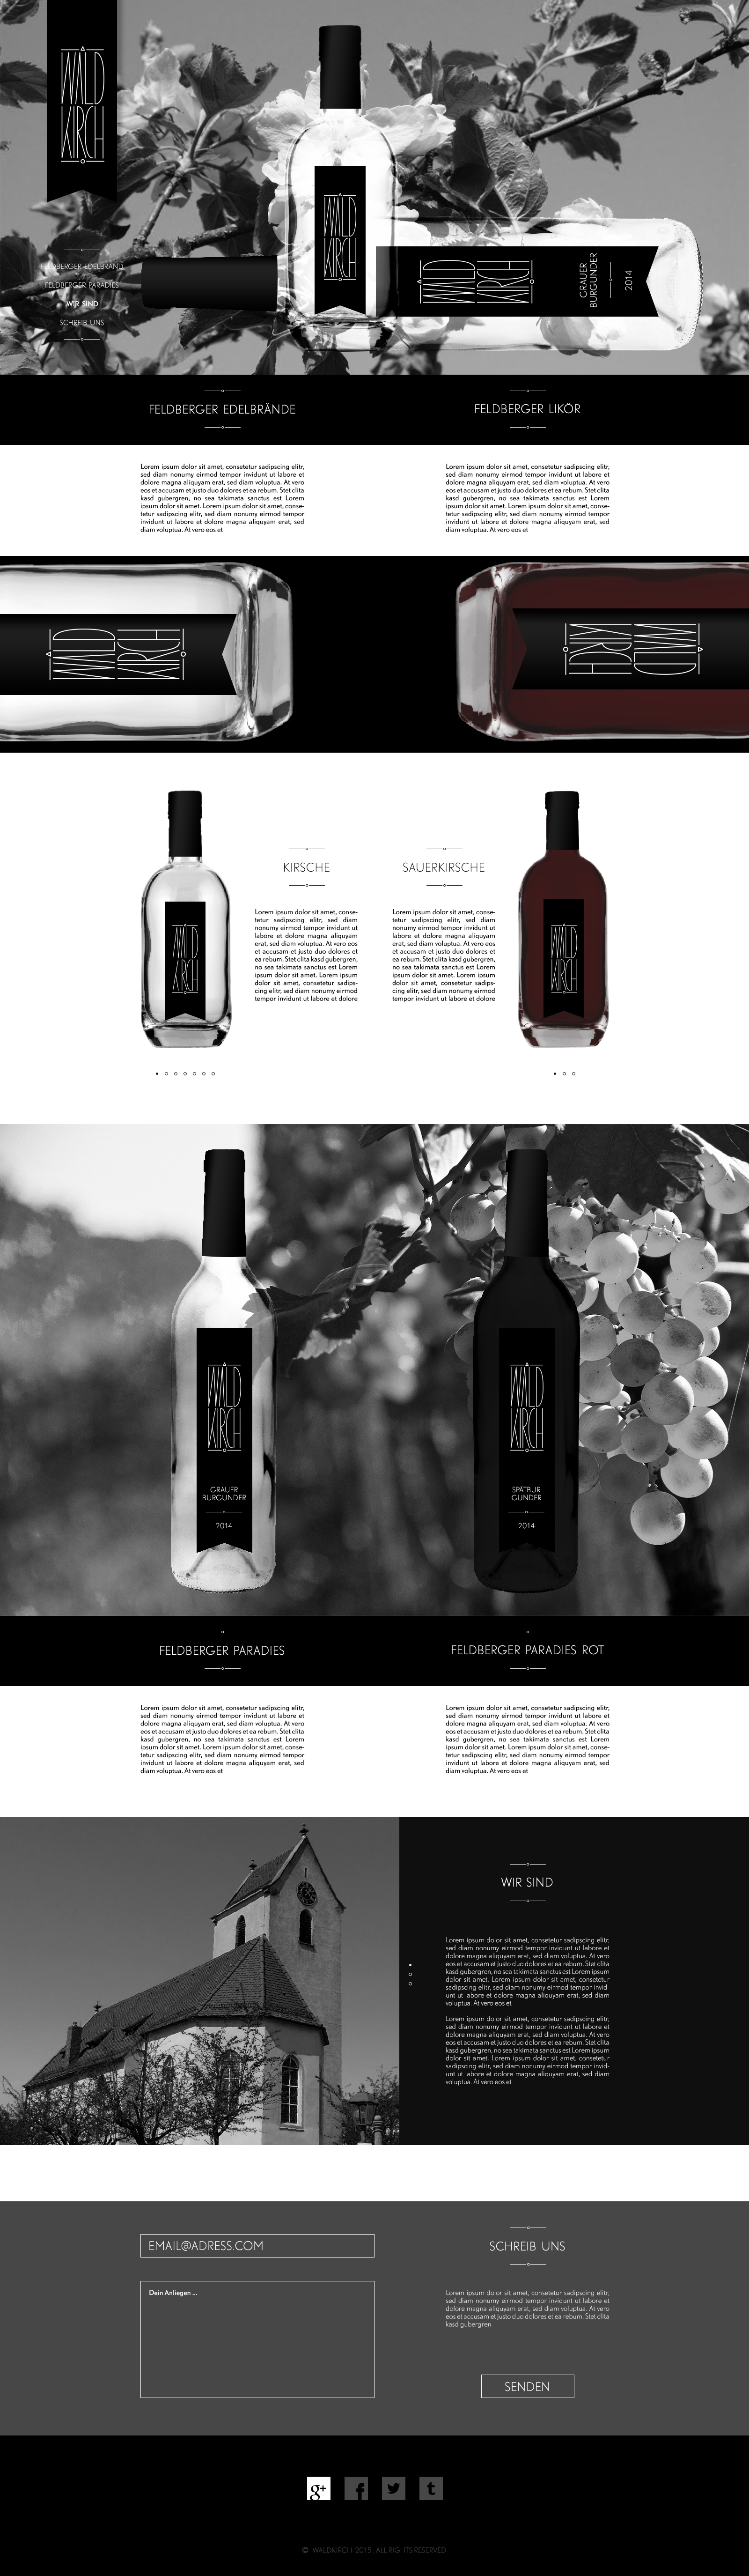 WALD
KIRCH
FELDBERGER EDELBRAND
FELDBERGER PARADIES
WIR SIND
SCHREIB UNS
WALD
KIRCH
WALD
KIRCH
GRAUER
BURGUNDER
2014
FELDBERGER EDELBRÄNDE
Lorem ipsum dolor sit amet, consetetur sadipscing elitr,
sed diam nonumy eirmod tempor invidunt ut labore et
dolore magna aliquyam erat, sed diam voluptua. At vero
eos et accusam et justo duo dolores et ea rebum. Stet clita
kasd gubergren, no sea takimata sanctus est Lorem
ipsum dolor sit amet. Lorem ipsum dolor sit amet, conse-
tetur sadipscing elitr, sed diam nonumy eirmod tempor
invidunt ut labore et dolore magna aliquyam erat, sed
diam voluptua. At vero eos et
FELDBERGER LIKÖR
Lorem ipsum dolor sit amet, consetetur sadipscing elitr,
sed diam nonumy eirmod tempor invidunt ut labore et
dolore magna aliquyam erat, sed diam voluptua. At vero
eos et accusam et justo duo dolores et ea rebum. Stet clita
kasd gubergren, no sea takimata sanctus est Lorem
ipsum dolor sit amet. Lorem ipsum dolor sit amet, conse-
tetur sadipscing elitr, sed diam nonumy eirmod tempor
invidunt ut labore et dolore magna aliquyam erat, sed
diam voluptua. At vero eos et
WALD
KIRCH
WALD
KIRCH
WALD
KIRCH
KIRSCHE
Lorem ipsum dolor sit amet, conse-
tetur sadipscing elitr, sed diam
nonumy eirmod tempor invidunt ut
labore et dolore magna aliquyam
erat, sed diam voluptua. At vero eos
et accusam et justo duo dolores et
ea rebum. Stet clita kasd gubergren,
no sea takimata sanctus est Lorem
ipsum dolor sit amet. Lorem ipsum
dolor sit amet, consetetur sadips-
cing elitr, sed diam nonumy eirmod
tempor invidunt ut labore et dolore
SAUERKIRSCHE
Lorem ipsum dolor sit amet, conse-
tetur sadipscing elitr, sed diam
nonumy eirmod tempor invidunt ut
labore et dolore magna aliquyam
erat, sed diam voluptua. At vero eos
et accusam et justo duo dolores et
ea rebum. Stet clita kasd gubergren,
no sea takimata sanctus est Lorem
ipsum dolor sit amet. Lorem ipsum
dolor sit amet, consetetur sadips-
cing elitr, sed diam nonumy eirmod
tempor invidunt ut labore et dolore
WALD
KIRCH
WALD
KIRCH
GRAUER
BURGUNDER
2014
WALD
KIRCH
SPÄTBUR
GUNDER
2014
FELDBERGER PARADIES
Lorem ipsum dolor sit amet, consetetur sadipscing elitr,
sed diam nonumy eirmod tempor invidunt ut labore et
dolore magna aliquyam erat, sed diam voluptua. At vero
eos et accusam et justo duo dolores et ea rebum. Stet clita
kasd gubergren, no sea takimata sanctus est Lorem
ipsum dolor sit amet. Lorem ipsum dolor sit amet, conse-
tetur sadipscing elitr, sed diam nonumy eirmod tempor
invidunt ut labore et dolore magna aliquyam erat, sed
diam voluptua. At vero eos et
FELDBERGER PARADIES ROT
Lorem ipsum dolor sit amet, consetetur sadipscing elitr,
sed diam nonumy eirmod tempor invidunt ut labore et
dolore magna aliquyam erat, sed diam voluptua. At vero
eos et accusam et justo duo dolores et ea rebum. Stet clita
kasd gubergren, no sea takimata sanctus est Lorem
ipsum dolor sit amet. Lorem ipsum dolor sit amet, conse-
tetur sadipscing elitr, sed diam nonumy eirmod tempor
invidunt ut labore et dolore magna aliquyam erat, sed
diam voluptua. At vero eos et
WIR SIND
Lorem ipsum dolor sit amet, consetetur sadipscing elitr,
sed diam nonumy eirmod tempor invidunt ut labore et
dolore magna aliquyam erat, sed diam voluptua. At vero
eos et accusam et justo duo dolores et ea rebum. Stet clita
kasd gubergren, no sea takimata sanctus est Lorem ipsum
dolor sit amet. Lorem ipsum dolor sit amet, consetetur
sadipscing elitr, sed diam nonumy eirmod tempor invid-
unt ut labore et dolore magna aliquyam erat, sed diam
voluptua. At vero eos et
Lorem ipsum dolor sit amet, consetetur sadipscing elitr,
sed diam nonumy eirmod tempor invidunt ut labore et
dolore magna aliquyam erat, sed diam voluptua. At vero
eos et accusam et justo duo dolores et ea rebum. Stet clita
kasd gubergren, no sea takimata sanctus est Lorem ipsum
dolor sit amet. Lorem ipsum dolor sit amet, consetetur
sadipscing elitr, sed diam nonumy eirmod tempor invid-
unt ut labore et dolore magna aliquyam erat, sed diam
voluptua. At vero eos et
EMAIL@ADRESS.COM
Dein Anliegen ...
SCHREIB UNS
Lorem ipsum dolor sit amet, consetetur sadipscing elitr,
sed diam nonumy eirmod tempor invidunt ut labore et
dolore magna aliquyam erat, sed diam voluptua. At vero
eos et accusam et justo duo dolores et ea rebum. Stet clita
kasd gubergren
SENDEN
g+ f t
© WALDKIRCH 2015, ALL RIGHTS RESERVED